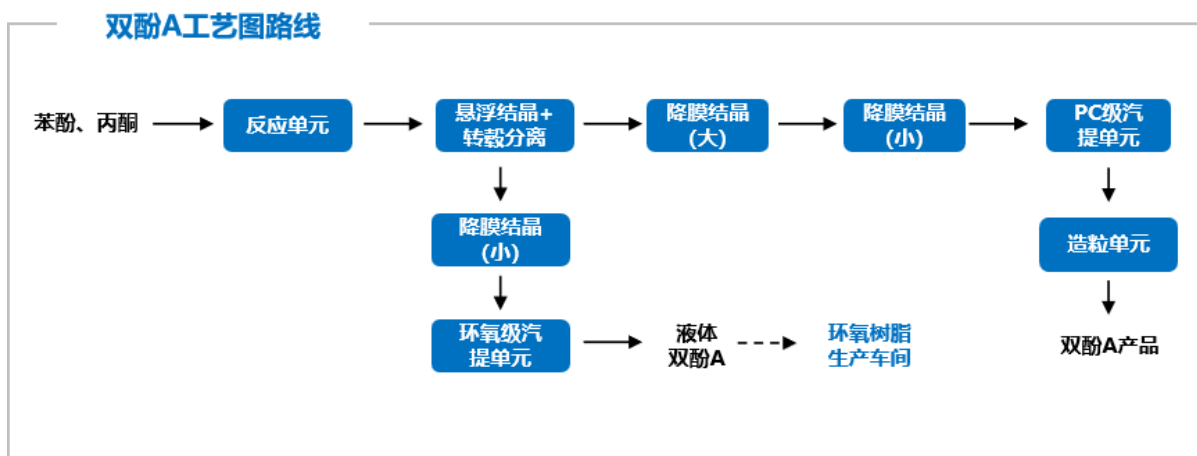 双酚A工艺图路线
苯酚、丙酮
反应单元
悬浮结晶+
转毂分离
降膜结晶
(大)
降膜结晶
(小)
PC级汽
提单元
降膜结晶
(小)
造粒单元
环氧级汽
提单元
液体
双酚A
环氧树脂
生产车间
双酚A产品